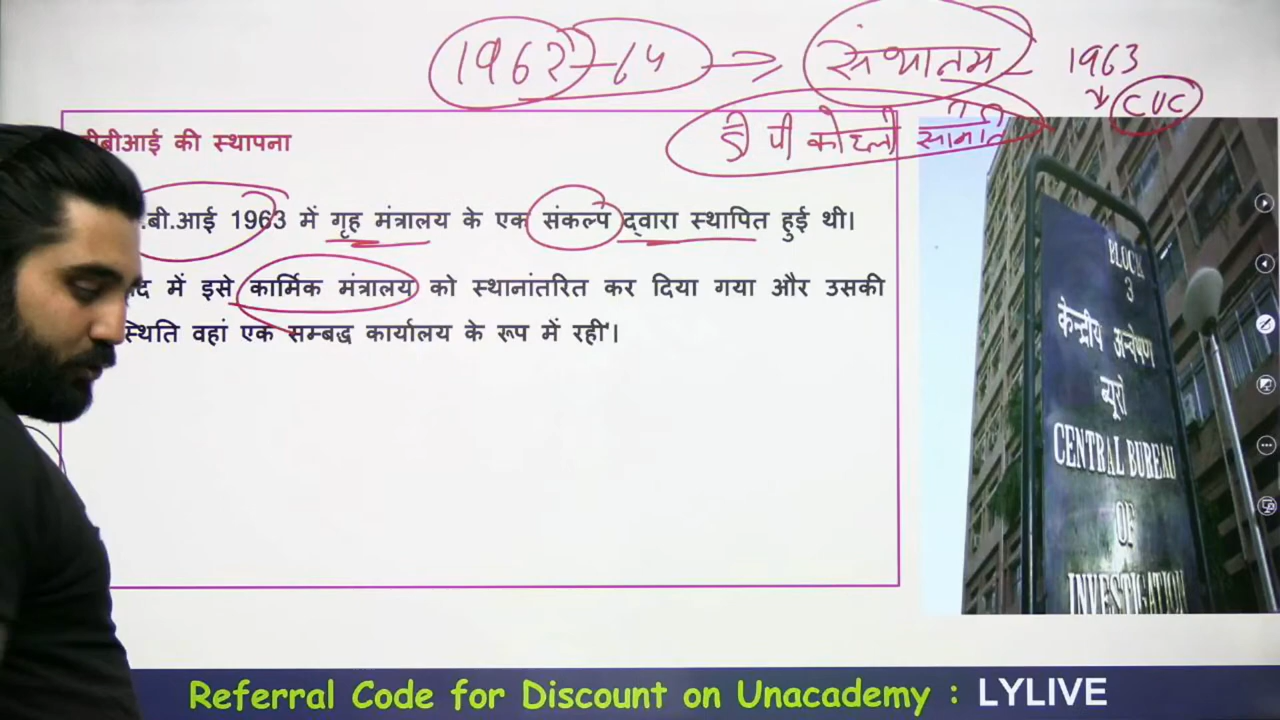 1962-64 => संथानम 1963
CVC
डी पी कोहली समिति
बीआई की स्थापना
.बी.आई 1963 में गृह मंत्रालय के एक संकल्प द्वारा स्थापित हुई थी।
में इसे कार्मिक मंत्रालय को स्थानांतरित कर दिया गया और उसकी
स्थिति वहां एक सम्बद्ध कार्यालय के रूप में रही'।
BLOCK
3
केन्द्रीय अन्वेषण
ब्यूरो
CENTRAL BUREAU
OF
INVESTIGATION
Referral Code for Discount on Unacademy : LYLIVE